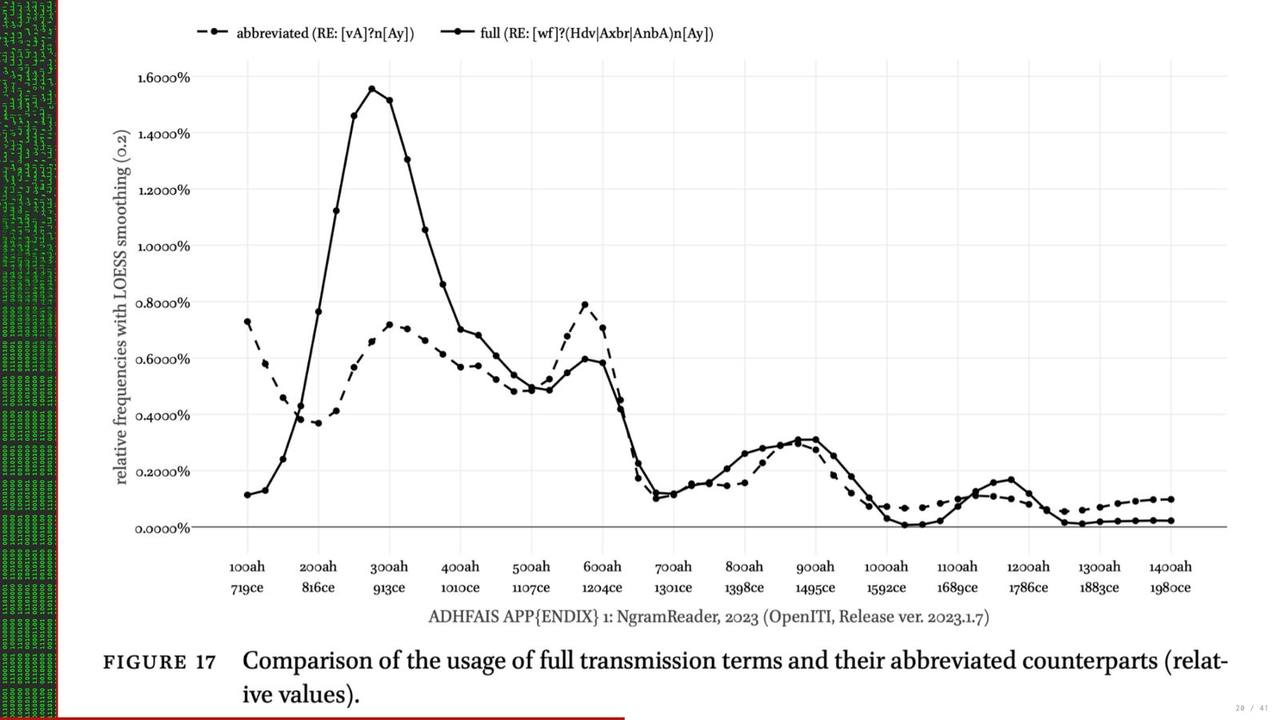 abbreviated (RE: [vA]?n[Ay]) full (RE: [wf]?(Hdv|Axbr|AnbA)n[Ay])
relative frequencies with LOESS smoothing (0.2)
1.6000%
1.4000%
1.2000%
1.0000%
0.8000%
0.6000%
0.4000%
0.2000%
0.0000%
100ah 200ah 300ah 400ah 500ah 600ah 700ah 800ah 900ah 1000ah 1100ah 1200ah 1300ah 1400ah
719ce 816ce 913ce 1010ce 1107ce 1204ce 1301ce 1398ce 1495ce 1592ce 1689ce 1786ce 1883ce 1980ce
ADHFAIS APP{ENDIX} 1: NgramReader, 2023 (OpenITI, Release ver. 2023.1.7)
FIGURE 17 Comparison of the usage of full transmission terms and their abbreviated counterparts (relat-
ive values).
20 / 41